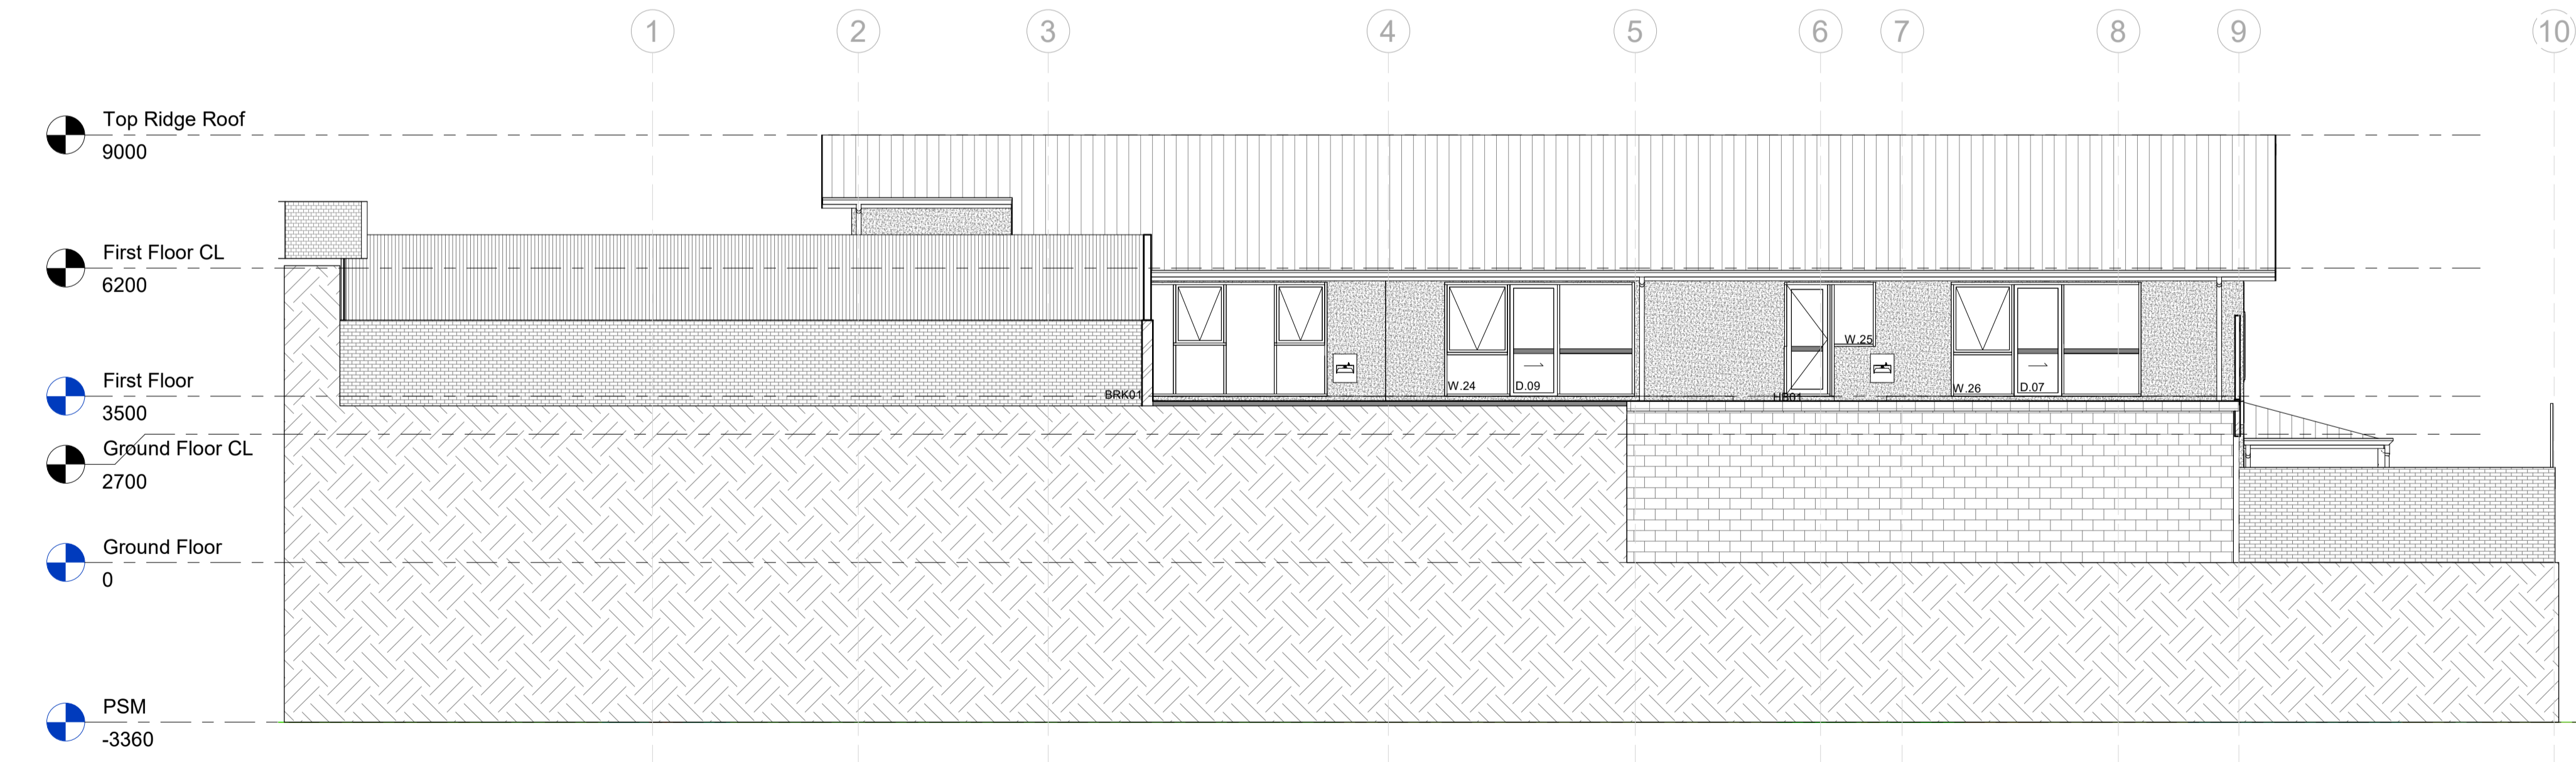 1 2 3 4 5 6 7 8 9 10
Top Ridge Roof
9000
First Floor CL
6200
First Floor
3500
Ground Floor CL
2700
Ground Floor
0
PSM
-3360
W.25
W.24 D.09 W.26 D.07
BRK01 HB01